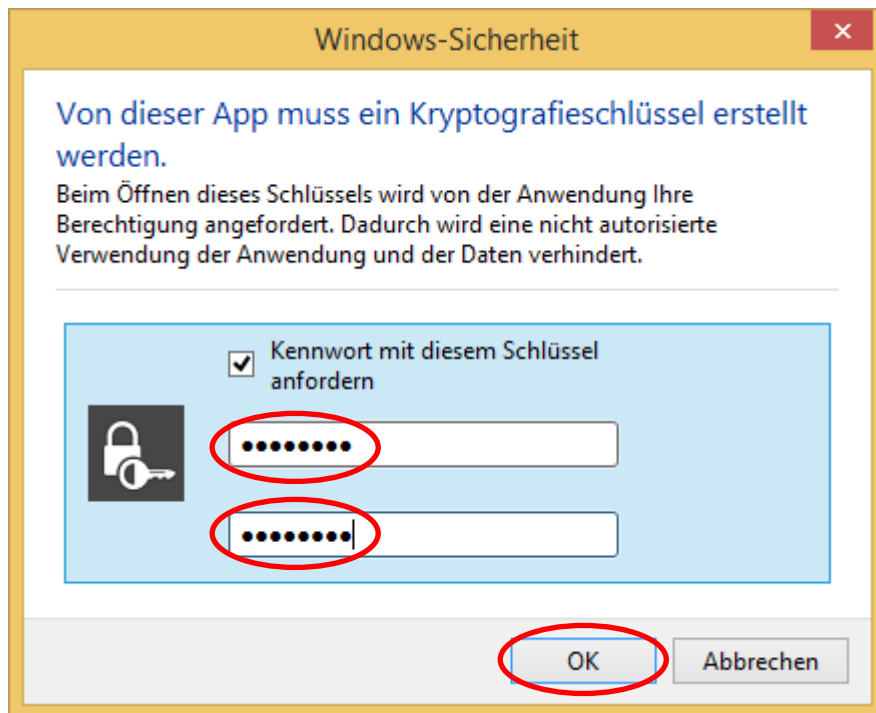 Windows-Sicherheit
Von dieser App muss ein Kryptografieschlüssel erstellt
werden.
Beim Öffnen dieses Schlüssels wird von der Anwendung Ihre
Berechtigung angefordert. Dadurch wird eine nicht autorisierte
Verwendung der Anwendung und der Daten verhindert.
Kennwort mit diesem Schlüssel
anfordern
●●●●●●●●
●●●●●●●●
OK
Abbrechen